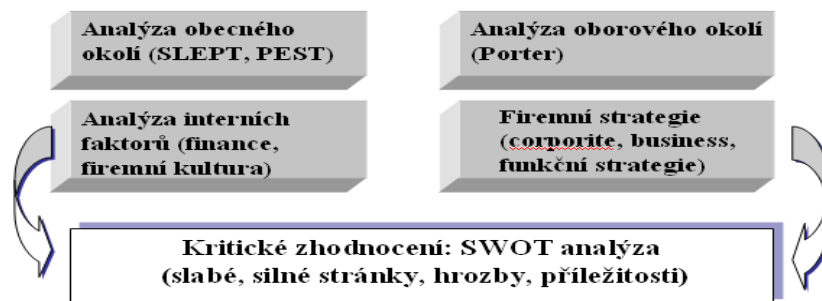 Analýza obecného
okolí (SLEPT, PEST)
Analýza oborového okolí
(Porter)
Analýza interních
faktorů (finance,
firemní kultura)
Firemní strategie
(corporite, business,
funkční strategie)
Kritické zhodnocení: SWOT analýza
(slabé, silné stránky, hrozby, příležitosti)